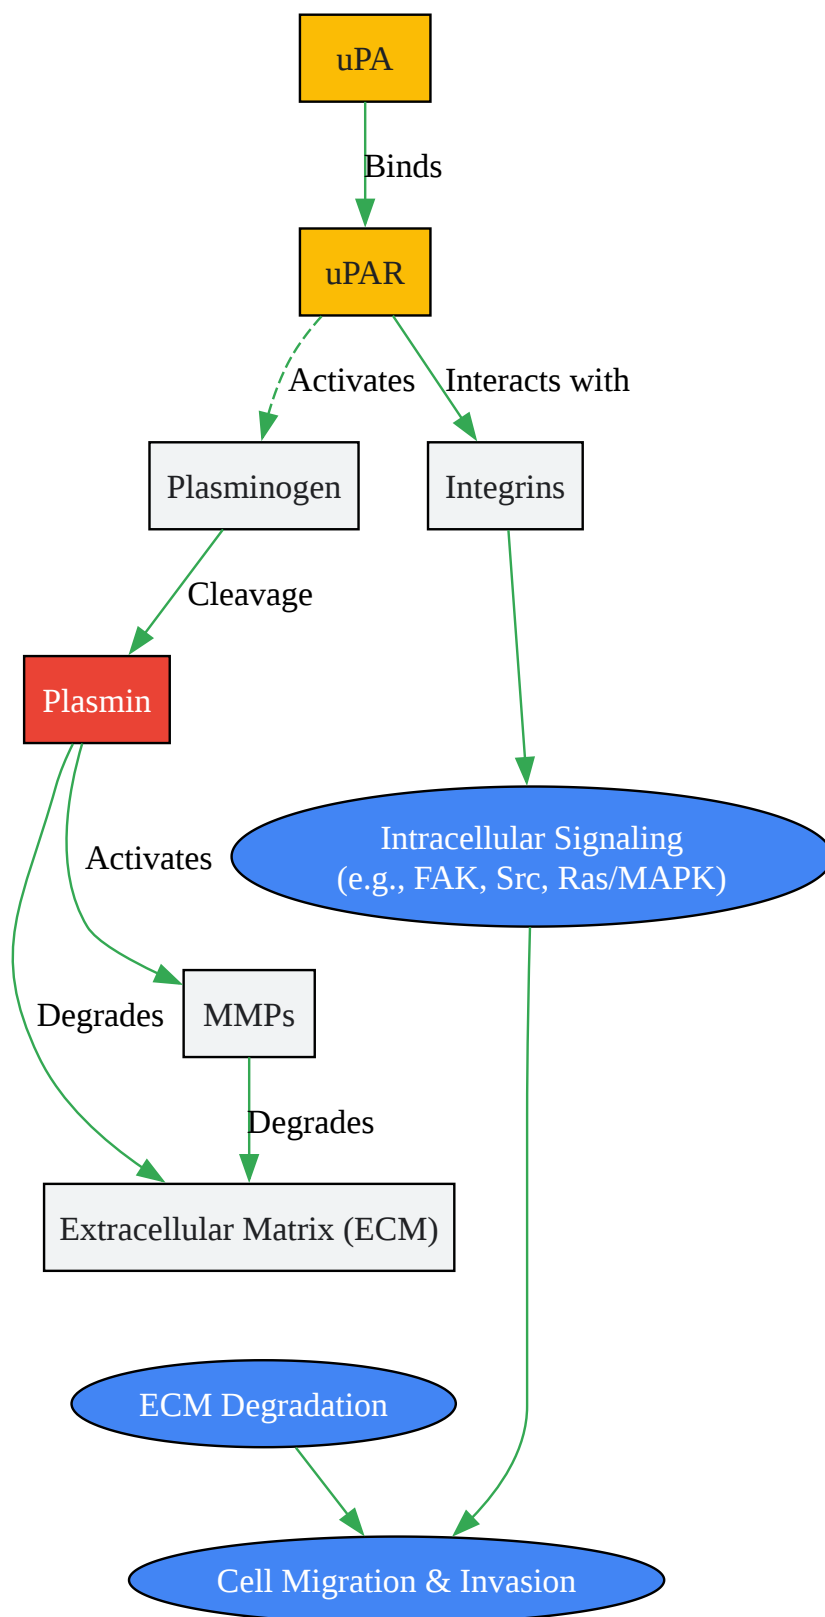 uPA
Binds
uPAR
Activates
Interacts with
Plasminogen
Integrins
Cleavage
Plasmin
Intracellular Signaling
(e.g., FAK, Src, Ras/MAPK)
Activates
Degrades
MMPs
Degrades
Extracellular Matrix (ECM)
ECM Degradation
Cell Migration & Invasion